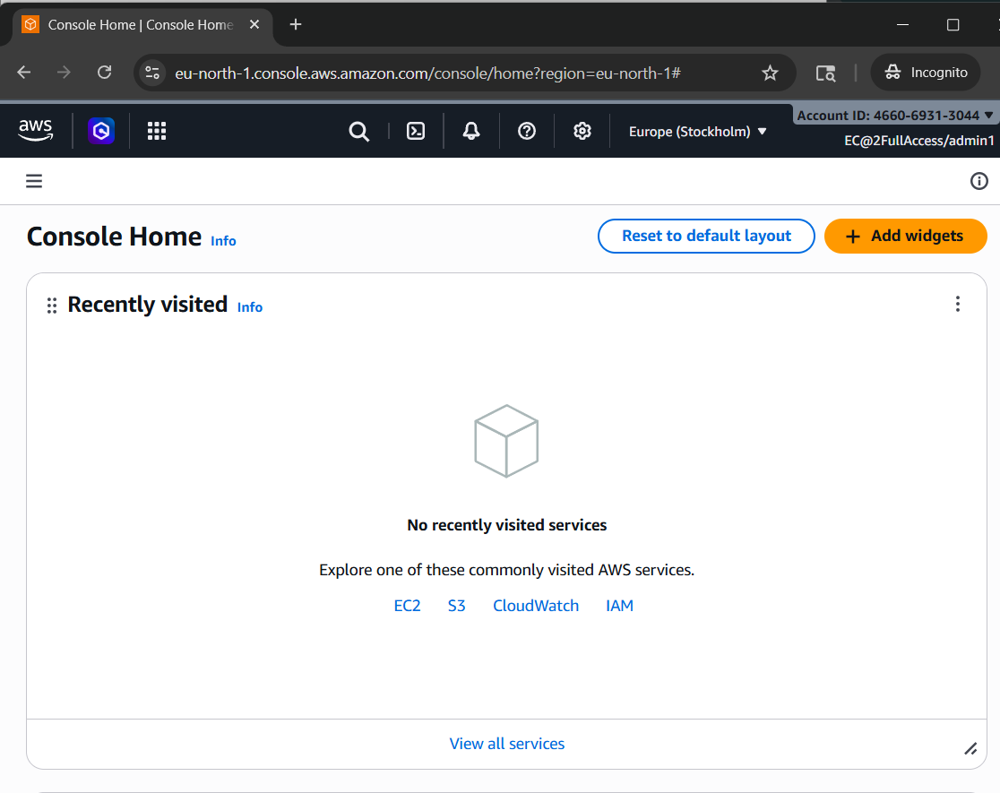 Console Home | Console Home
eu-north-1.console.aws.amazon.com/console/home?region=eu-north-1#
Incognito
aws
Europe (Stockholm)
Account ID: 4660-6931-3044
EC@2FullAccess/admin1
Console Home Info
Reset to default layout
Add widgets
Recently visited Info
No recently visited services
Explore one of these commonly visited AWS services.
EC2 S3 CloudWatch IAM
View all services